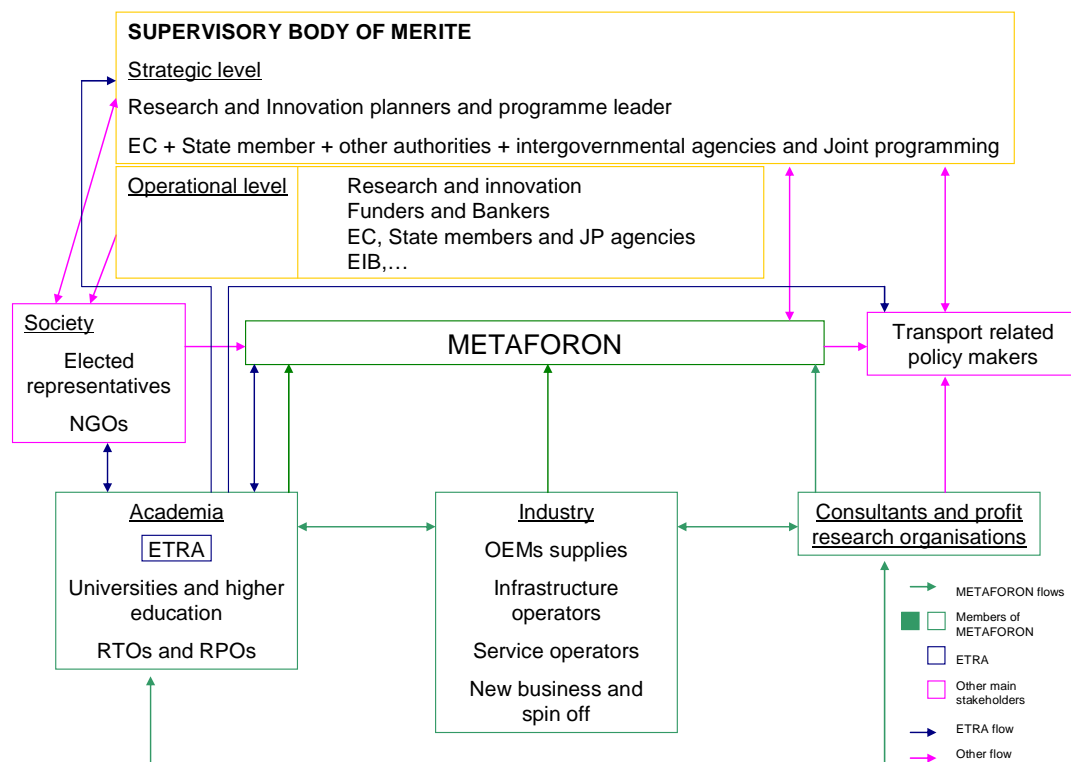 SUPERVISORY BODY OF MERITE
Strategic level
Research and Innovation planners and programme leader
EC + State member + other authorities + intergovernmental agencies and Joint programming
Operational level
Research and innovation
Funders and Bankers
EC, State members and JP agencies
EIB,…
Society
Elected
representatives
NGOs
METAFORON
Transport related
policy makers
Academia
ETRA
Universities and higher
education
RTOs and RPOs
Industry
OEMs supplies
Infrastructure
operators
Service operators
New business and
spin off
Consultants and profit
research organisations
METAFORON flows
Members of
METAFORON
ETRA
Other main
stakeholders
ETRA flow
Other flow